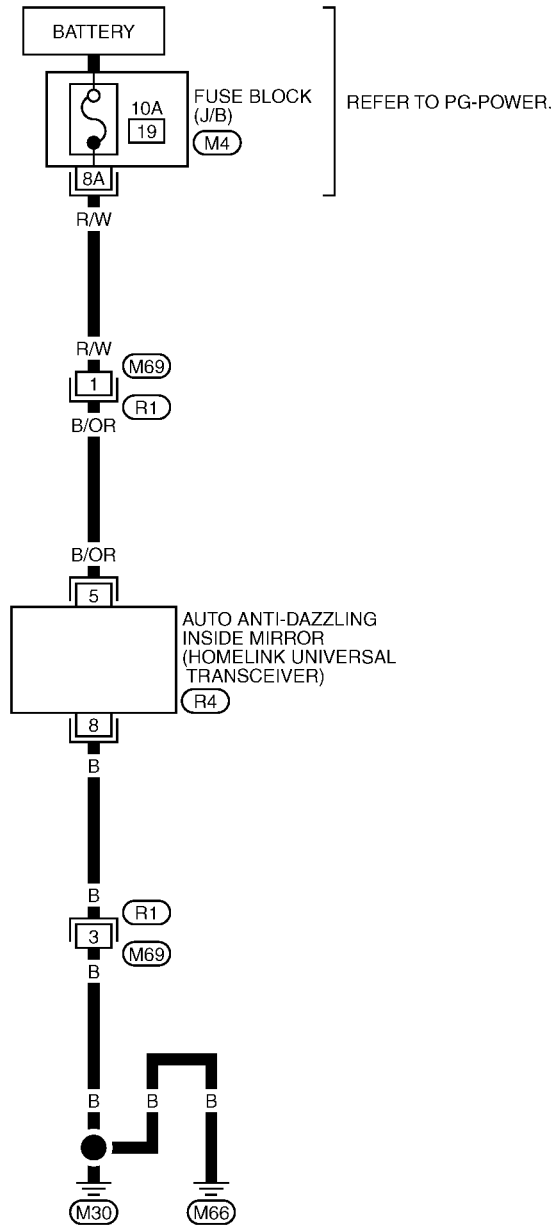 BATTERY
10A
19
FUSE BLOCK
(J/B)
M4
REFER TO PG-POWER.
8A
R/W
R/W
M69
1
R1
B/OR
B/OR
5
AUTO ANTI-DAZZLING
INSIDE MIRROR
(HOMELINK UNIVERSAL
TRANSCEIVER)
R4
8
B
B
R1
3
M69
B
B B B
M30 M66